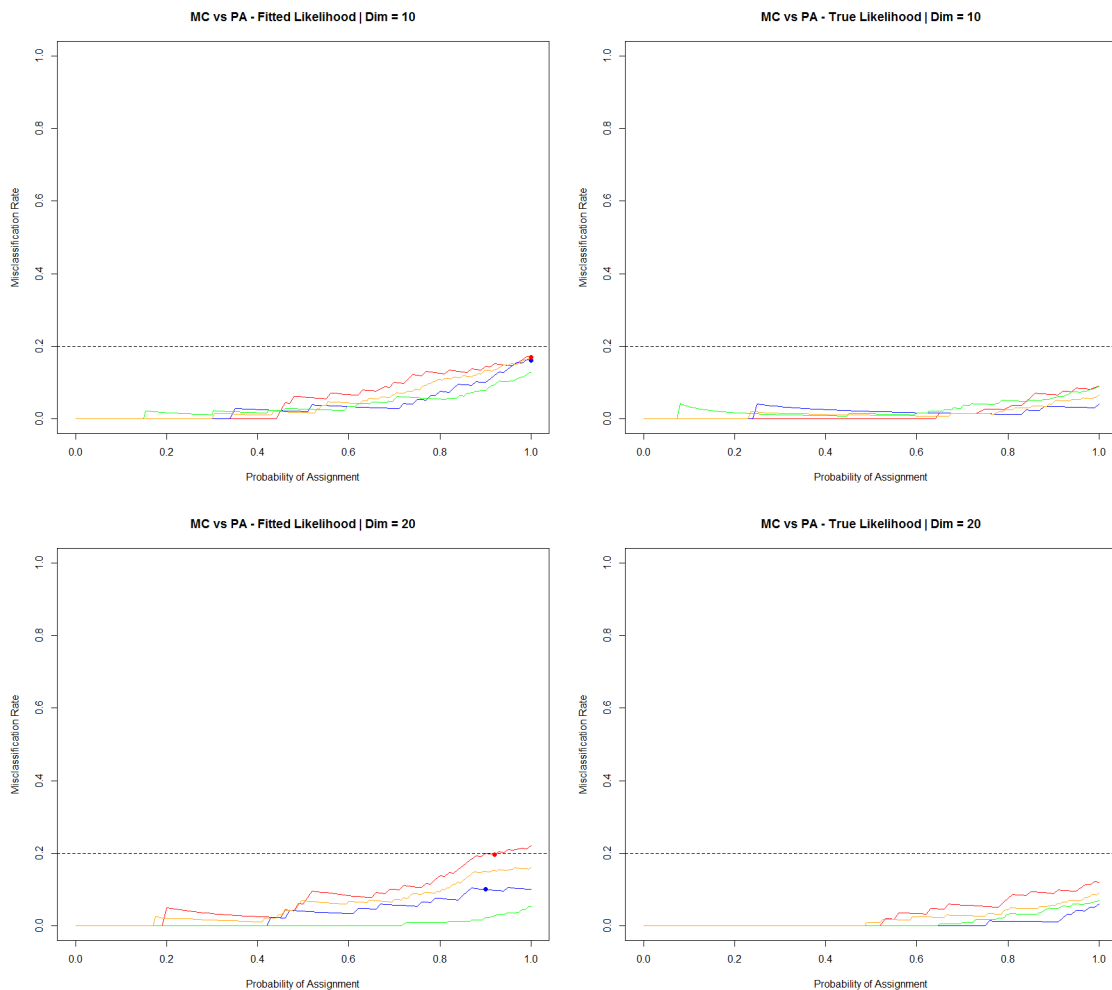 MC vs PA - Fitted Likelihood | Dim = 10
1.0
0.8
0.6
0.4
0.2
0.0
Misclassification Rate
0.0 0.2 0.4 0.6 0.8 1.0
Probability of Assignment
MC vs PA - True Likelihood | Dim = 10
1.0
0.8
0.6
0.4
0.2
0.0
Misclassification Rate
0.0 0.2 0.4 0.6 0.8 1.0
Probability of Assignment
MC vs PA - Fitted Likelihood | Dim = 20
1.0
0.8
0.6
0.4
0.2
0.0
Misclassification Rate
0.0 0.2 0.4 0.6 0.8 1.0
Probability of Assignment
MC vs PA - True Likelihood | Dim = 20
1.0
0.8
0.6
0.4
0.2
0.0
Misclassification Rate
0.0 0.2 0.4 0.6 0.8 1.0
Probability of Assignment